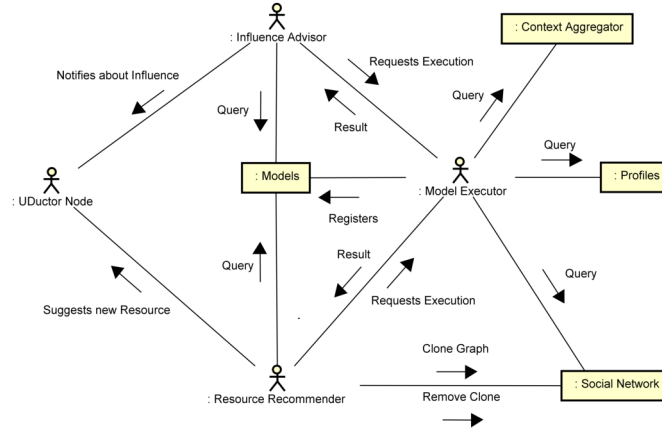 : Influence Advisor
: Context Aggregator
Requests Execution
Notifies about Influence
Query
Query
Result
Query
: Models
: Profiles
: UDuctor Node
: Model Executor
Registers
Result
Query
Query
Requests Execution
Suggests new Resource
Clone Graph
: Social Network
: Resource Recommender
Remove Clone